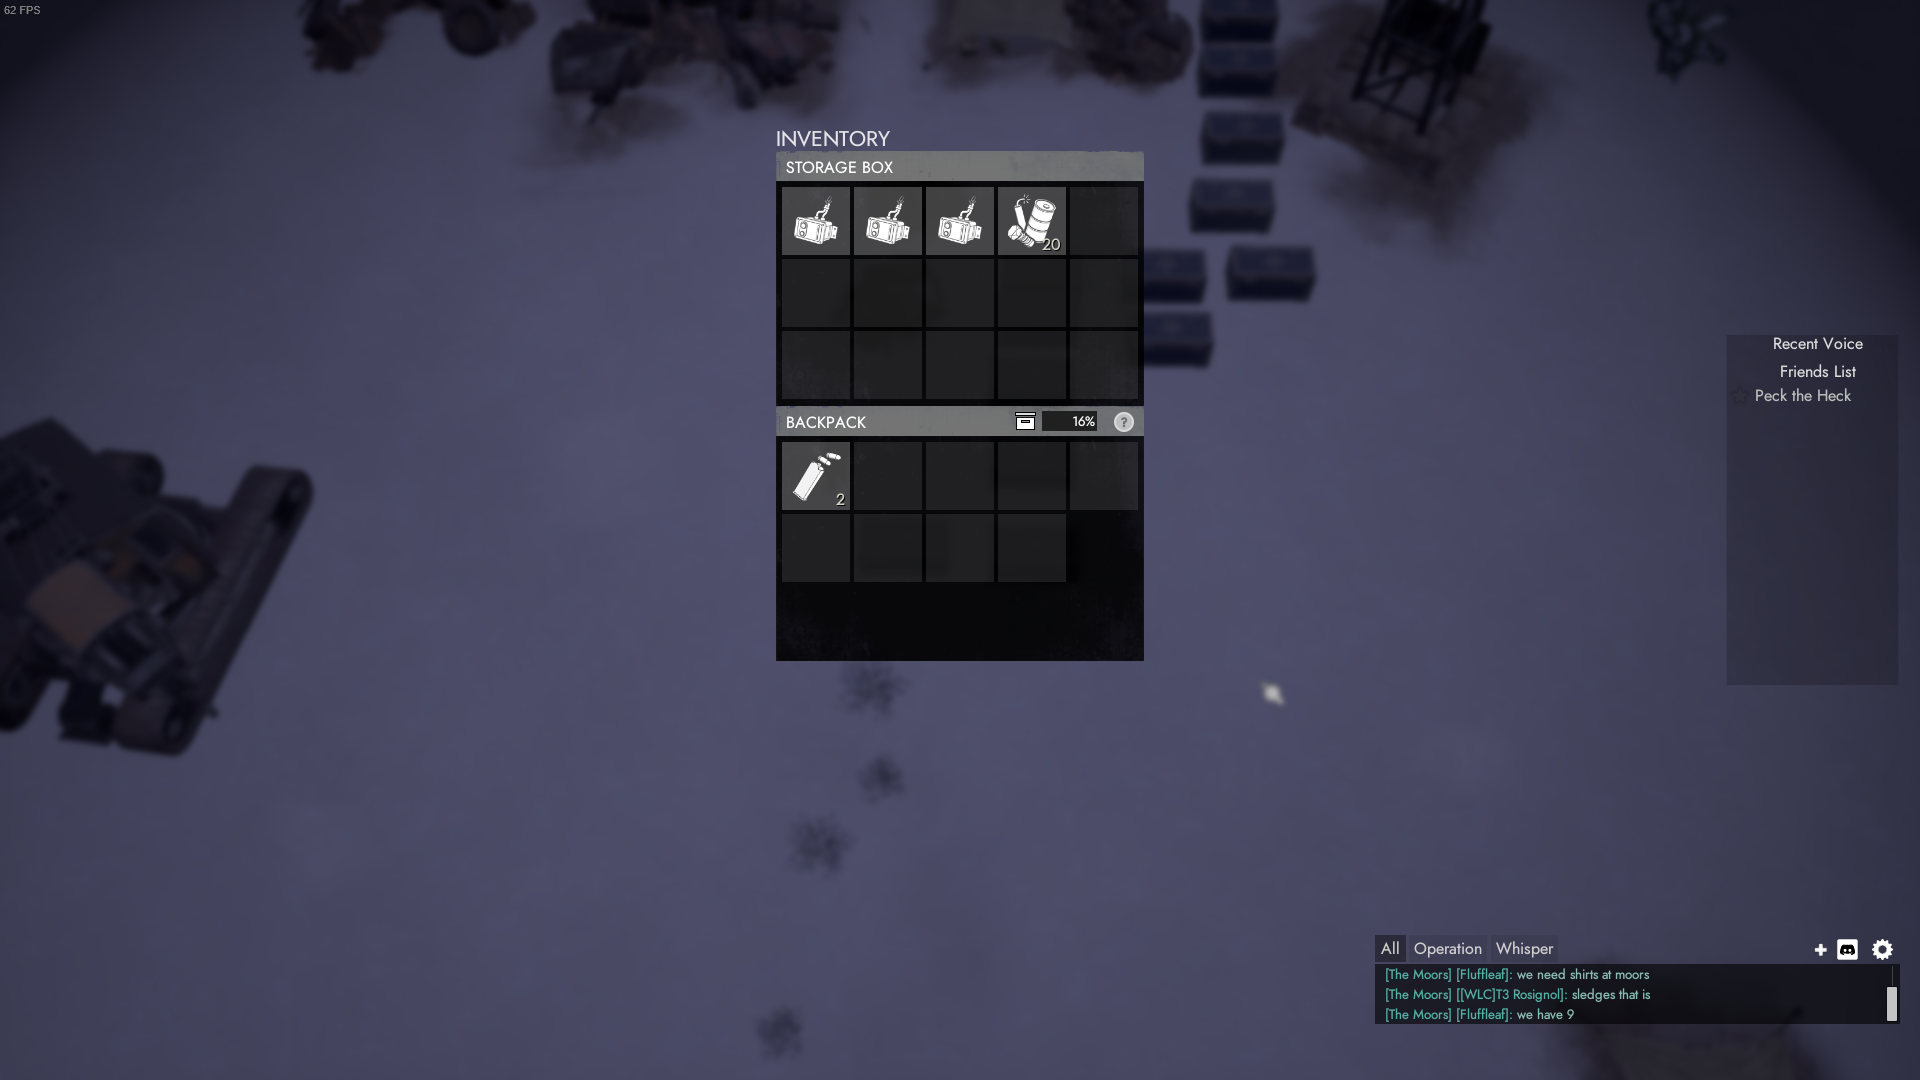 62 FPS
INVENTORY
STORAGE BOX
20
BACKPACK
16%
?
2
Recent Voice
Friends List
Peck the Heck
All Operation Whisper
[The Moors] [Fluffleaf]: we need shirts at moors
[The Moors] [[WLC]T3 Rosignol]: sledges that is
[The Moors] [Fluffleaf]: we have 9